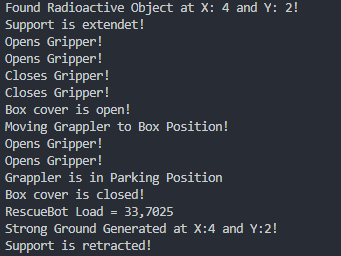 Found Radioactive Object at X: 4 and Y: 2!
Support is extendet!
Opens Gripper!
Opens Gripper!
Closes Gripper!
Closes Gripper!
Box cover is open!
Moving Grappler to Box Position!
Opens Gripper!
Opens Gripper!
Grappler is in Parking Position
Box cover is closed!
RescueBot Load = 33,7025
Strong Ground Generated at X:4 and Y:2!
Support is retracted!